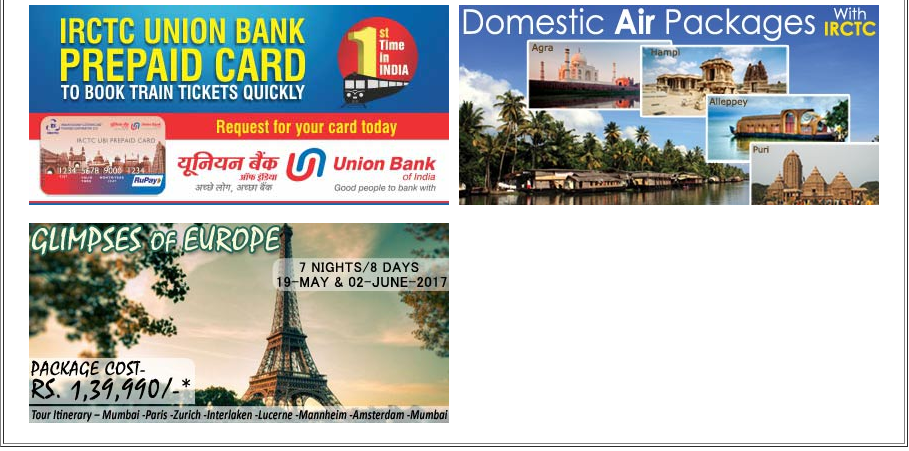 IRCTC UNION BANK
PREPAID CARD
TO BOOK TRAIN TICKETS QUICKLY
1st
Time
in
INDIA
Request for your card today
IRCTC UBI PREPAID CARD
1234 5678 9000 1234
RuPay
यूनियन बैंक
ऑफ इंडिया
अच्छे लोग, अच्छा बैंक
Union Bank
of India
Good people to bank with
Domestic Air Packages With
IRCTC
Agra
Hampi
Alleppey
Puri
GLIMPSES OF EUROPE
7 NIGHTS/8 DAYS
19-MAY & 02-JUNE-2017
PACKAGE COST-
RS. 1,39,990/-*
Tour Itinerary – Mumbai -Paris -Zurich -Interlaken -Lucerne -Mannheim -Amsterdam -Mumbai